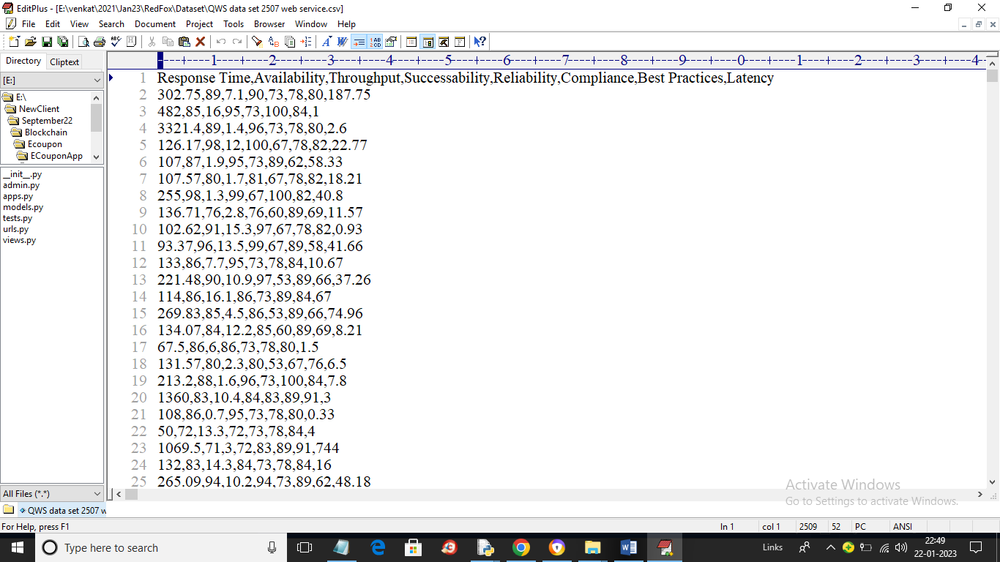 EditPlus - [E:\venkat\2021\Jan23\RedFox\Dataset\QWS data set 2507 web service.csv]
File Edit View Search Document Project Tools Browser Window Help
Directory Cliptext
[E:]
E:\
NewClient
September22
Blockchain
Ecoupon
ECouponApp
__init__.py
admin.py
apps.py
models.py
tests.py
urls.py
views.py
All Files (*.*)
----+----1----+----2----+----3----+----4----+----5----+----6----+----7----+----8----+----9----+----0----+----1----+----2----+----3----+----4--
1 Response Time,Availability,Throughput,Successability,Reliability,Compliance,Best Practices,Latency
2 302.75,89,7.1,90,73,78,80,187.75
3 482,85,16,95,73,100,84,1
4 3321.4,89,1.4,96,73,78,80,2.6
5 126.17,98,12,100,67,78,82,22.77
6 107,87,1.9,95,73,89,62,58.33
7 107.57,80,1.7,81,67,78,82,18.21
8 255,98,1.3,99,67,100,82,40.8
9 136.71,76,2.8,76,60,89,69,11.57
10 102.62,91,15.3,97,67,78,82,0.93
11 93.37,96,13.5,99,67,89,58,41.66
12 133,86,7.7,95,73,78,84,10.67
13 221.48,90,10.9,97,53,89,66,37.26
14 114,86,16.1,86,73,89,84,67
15 269.83,85,4.5,86,53,89,66,74.96
16 134.07,84,12.2,85,60,89,69,8.21
17 67.5,86,6,86,73,78,80,1.5
18 131.57,80,2.3,80,53,67,76,6.5
19 213.2,88,1.6,96,73,100,84,7.8
20 1360,83,10.4,84,83,89,91,3
21 108,86,0.7,95,73,78,80,0.33
22 50,72,13.3,72,73,78,84,4
23 1069.5,71,3,72,83,89,91,744
24 132,83,14.3,84,73,78,84,16
25 265.09,94,10.2,94,73,89,62,48.18
Activate Windows
Go to Settings to activate Windows.
QWS data set 2507 w
For Help, press F1 ln 1 col 1 2509 52 PC ANSI
Type here to search
Links
22:49
22-01-2023